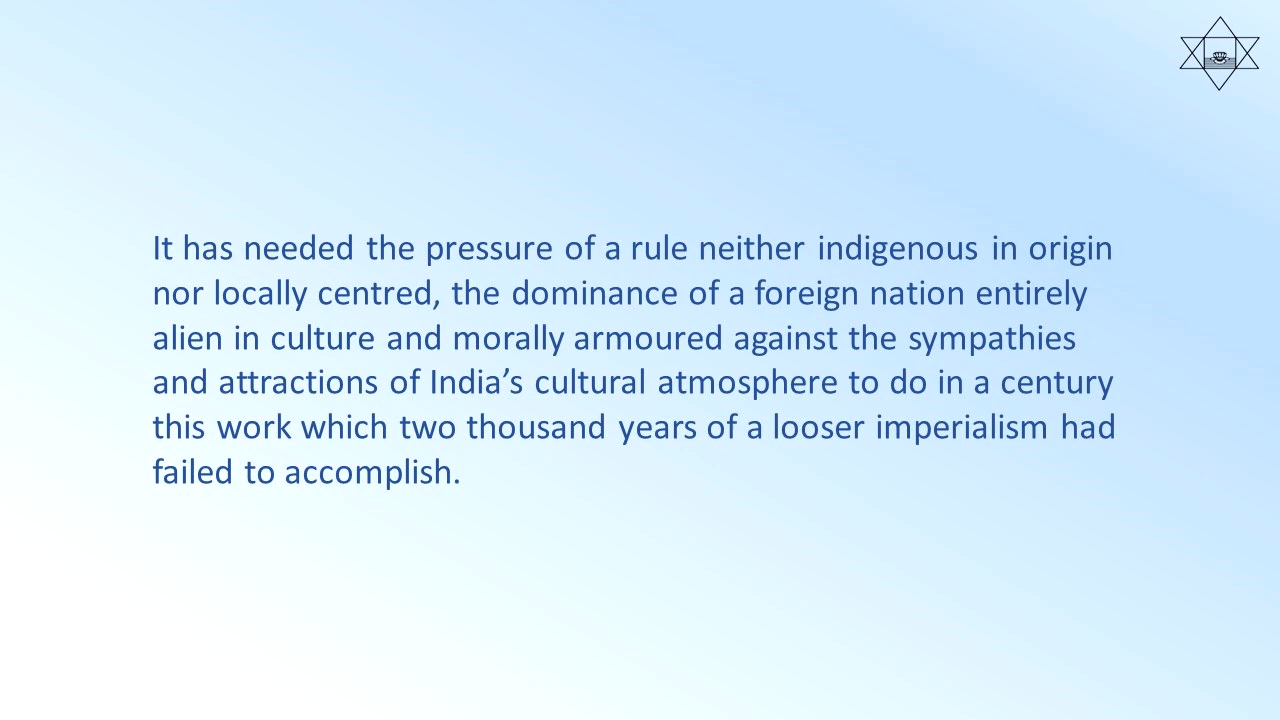 It has needed the pressure of a rule neither indigenous in origin
nor locally centred, the dominance of a foreign nation entirely
alien in culture and morally armoured against the sympathies
and attractions of India’s cultural atmosphere to do in a century
this work which two thousand years of a looser imperialism had
failed to accomplish.